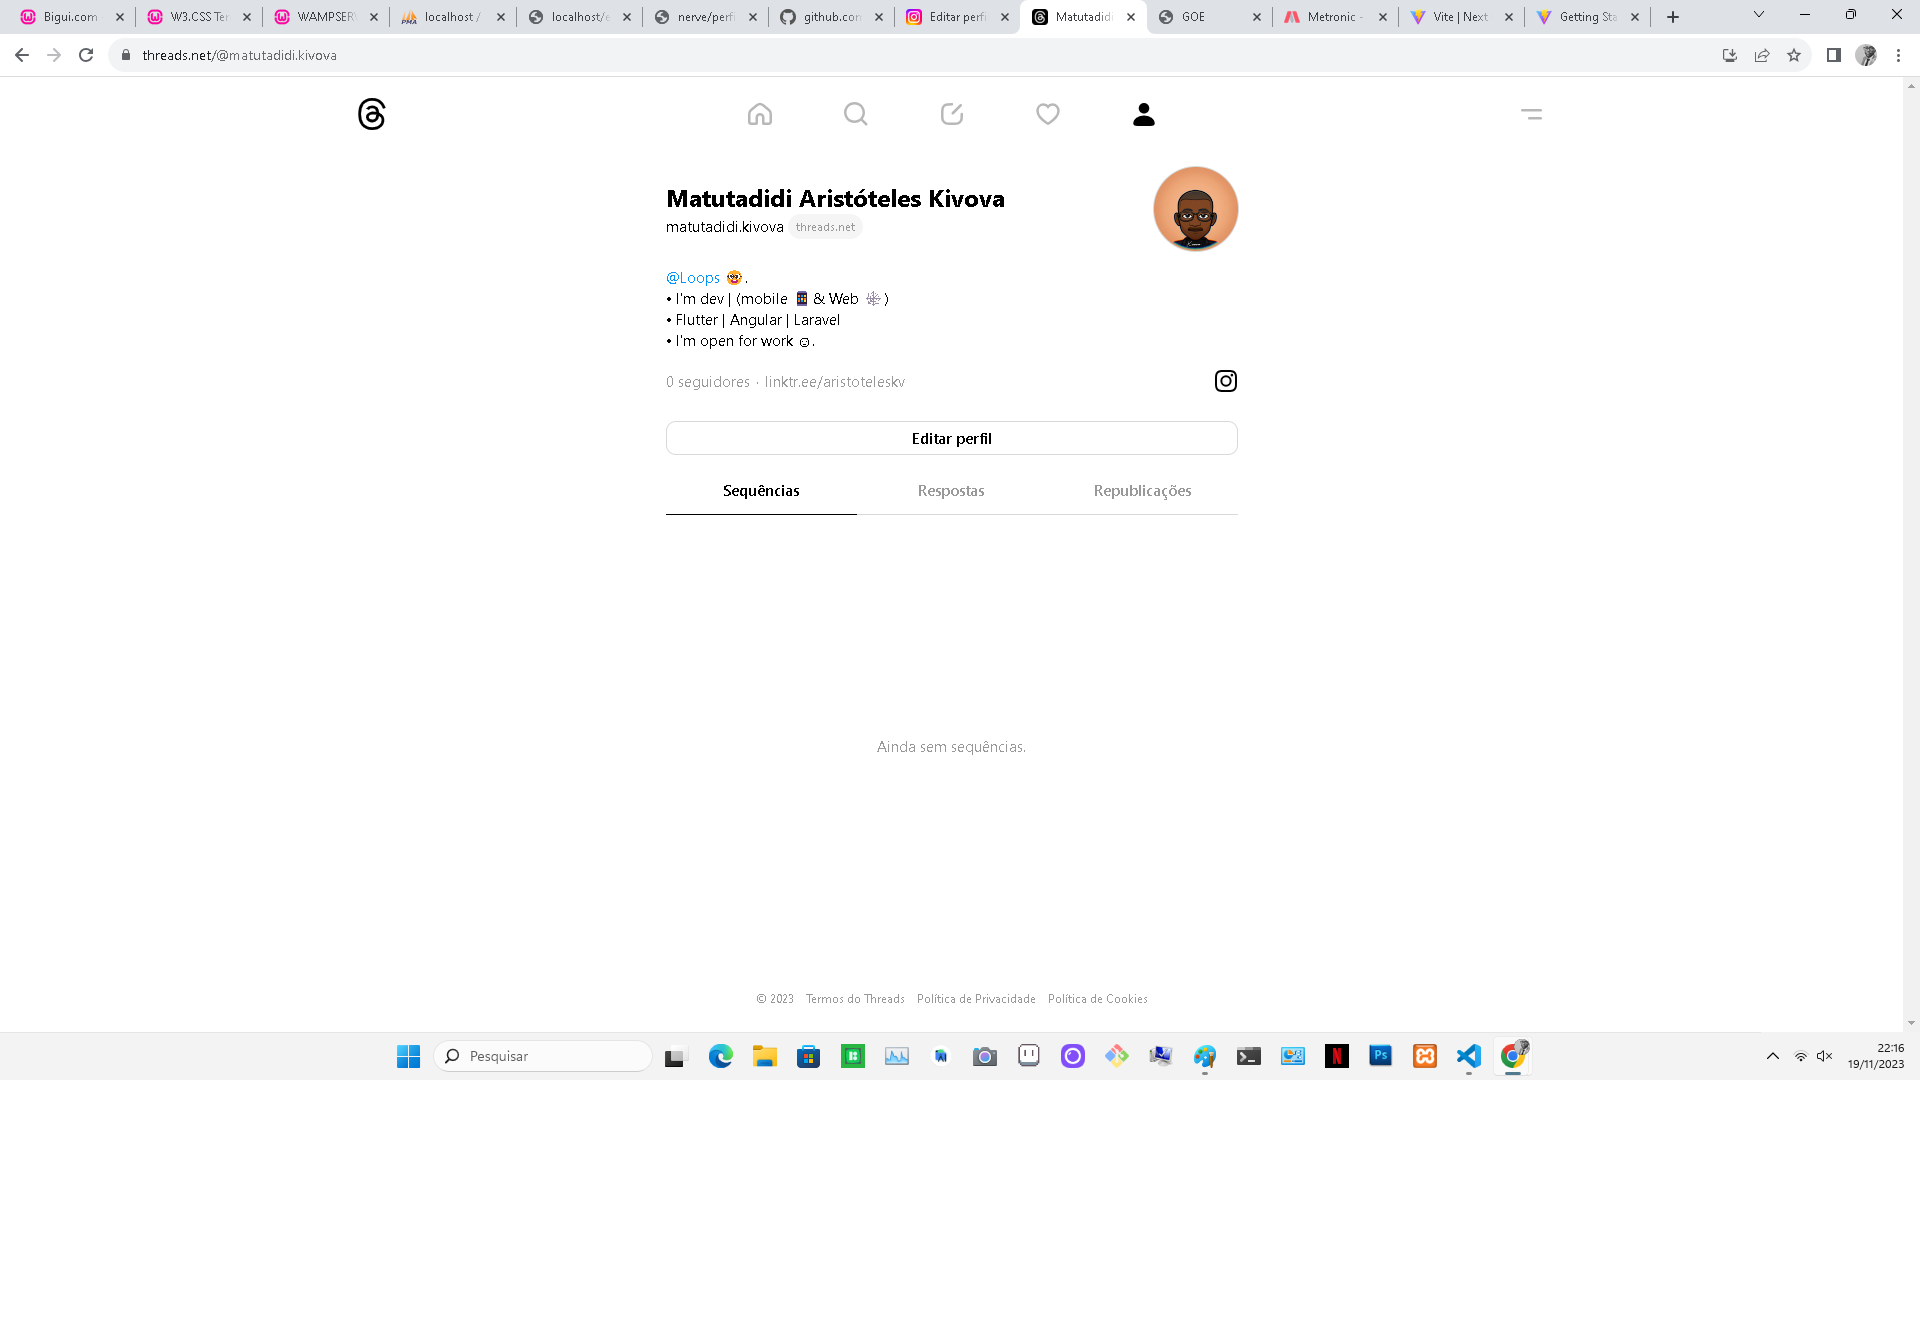 Bigui.com
W3.CSS Ter
WAMPSER
localhost /
localhost/e
nerve/perfi
github.com
Editar perfi
Matutadidi
GOE
Metronic -
Vite | Next
Getting Sta
threads.net/@matutadidi.kivova
Matutadidi Aristóteles Kivova
matutadidi.kivova threads.net
@Loops 🤓.
• I'm dev | (mobile 📱 & Web 🕸️)
• Flutter | Angular | Laravel
• I'm open for work ☺.
0 seguidores · linktr.ee/aristoteleskv
Editar perfil
Sequências
Respostas
Republicações
Ainda sem sequências.
© 2023 Termos do Threads Política de Privacidade Política de Cookies
Pesquisar
22:16
19/11/2023